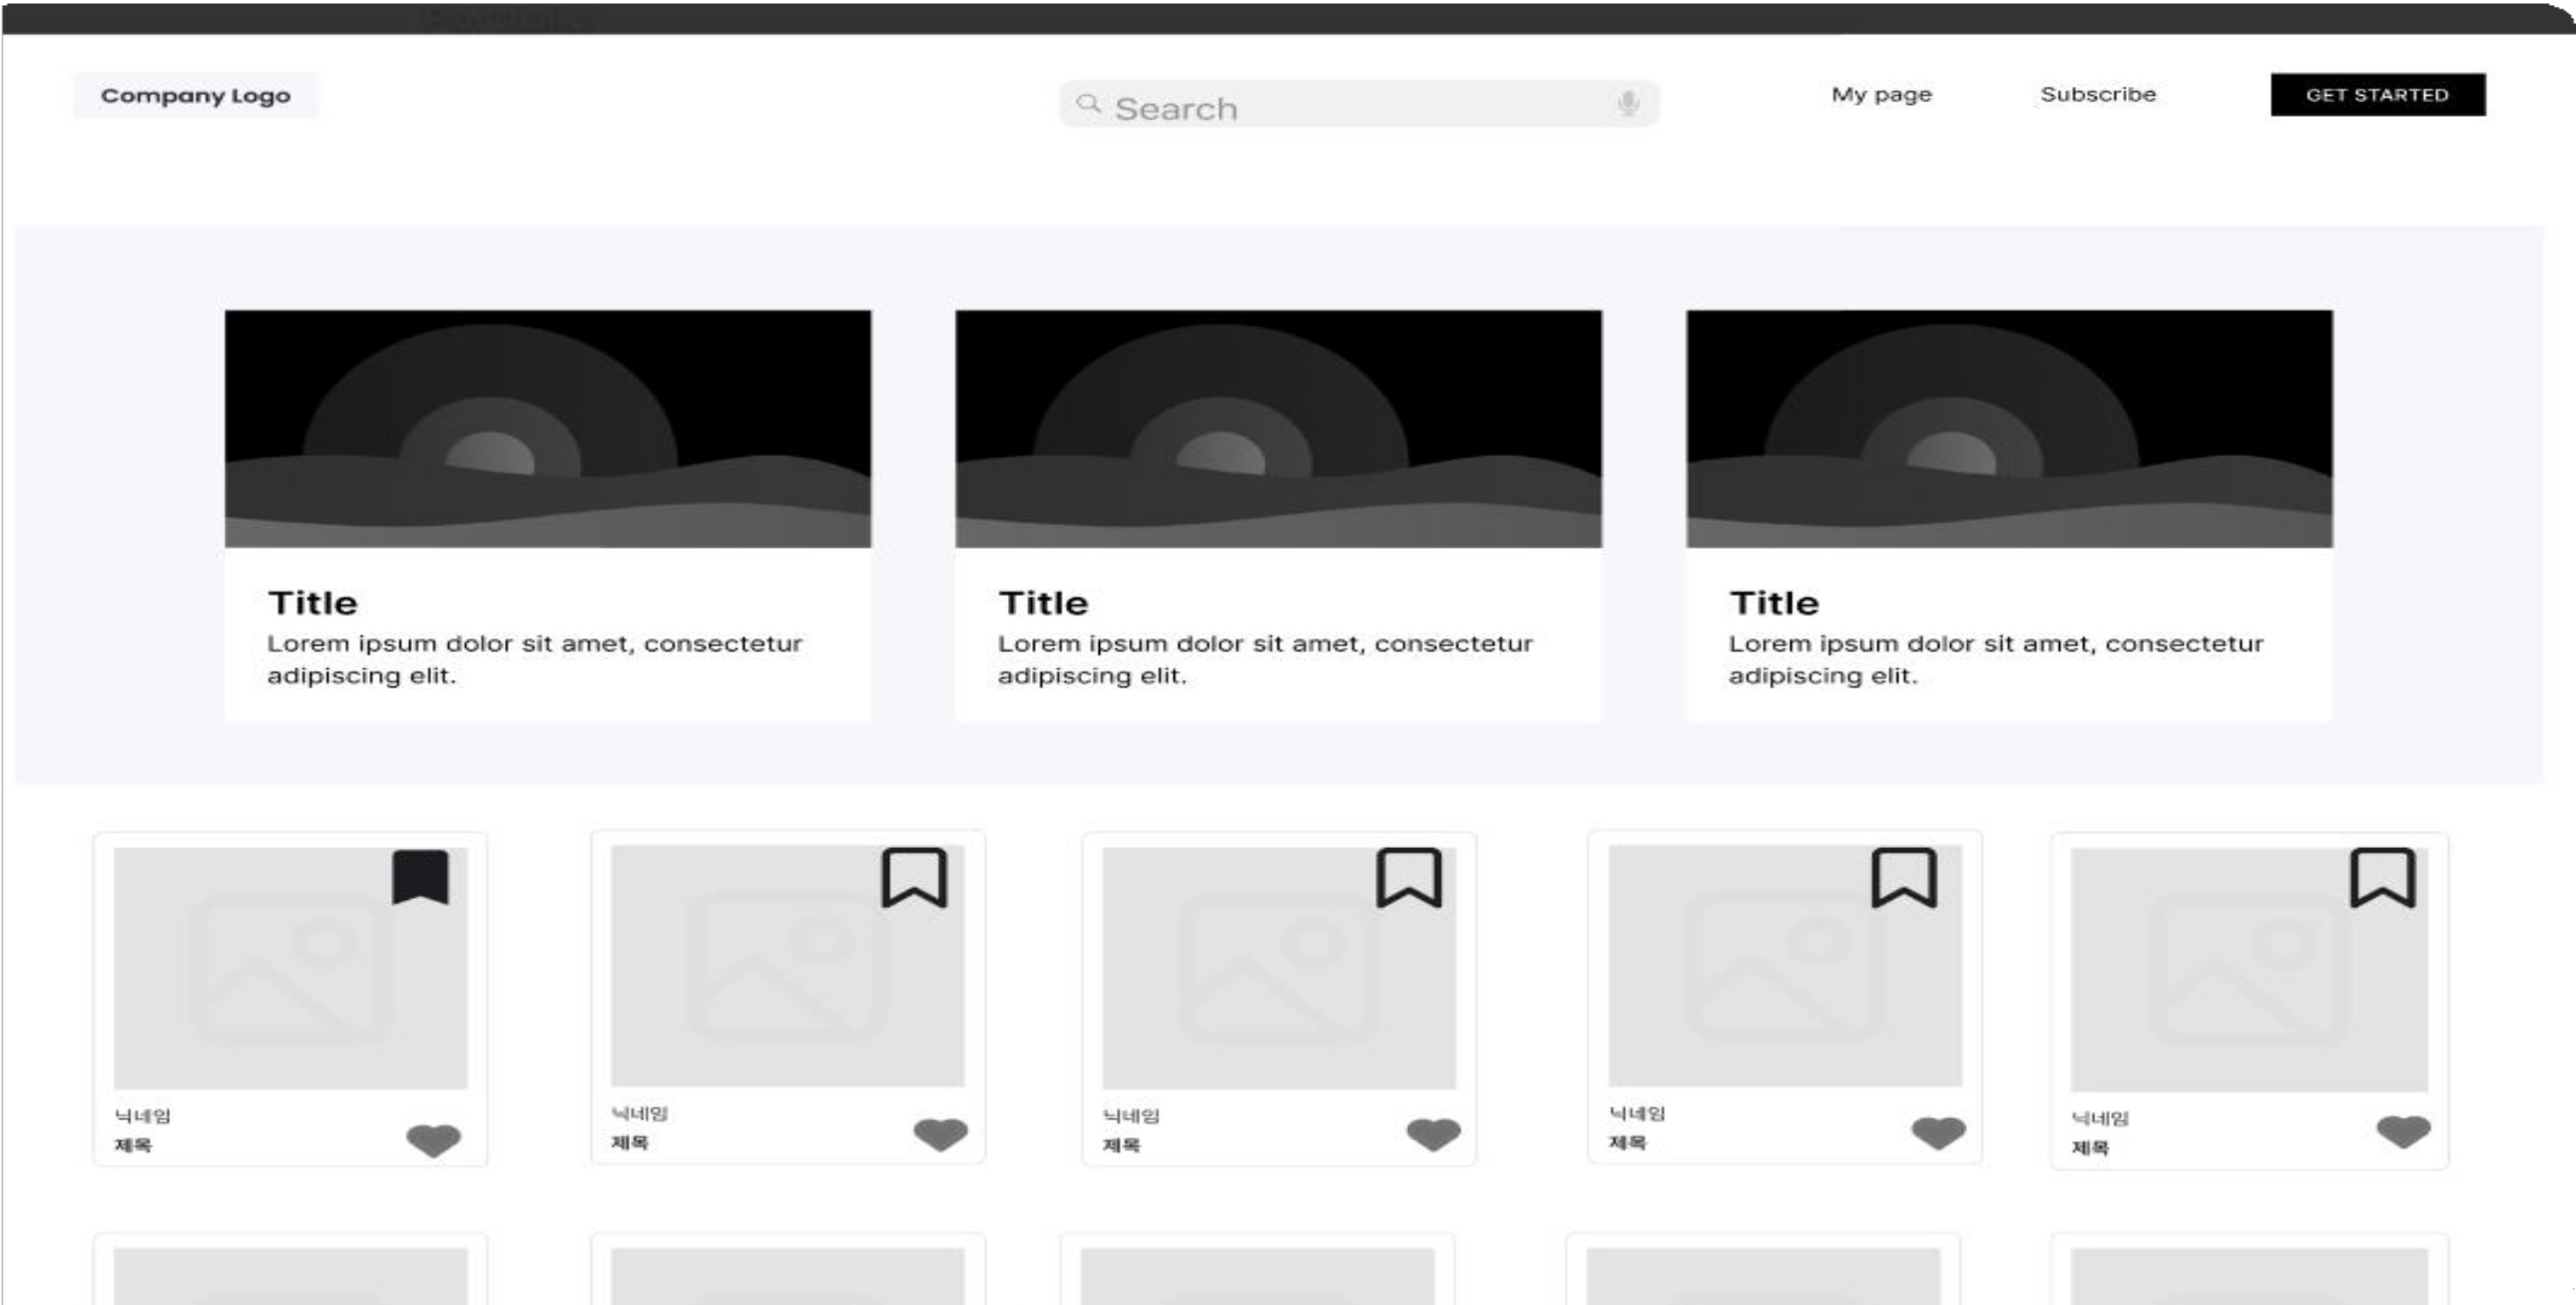 Company Logo
Search
My page
Subscribe
GET STARTED
Title
Lorem ipsum dolor sit amet, consectetur
adipiscing elit.
Title
Lorem ipsum dolor sit amet, consectetur
adipiscing elit.
Title
Lorem ipsum dolor sit amet, consectetur
adipiscing elit.
닉네임
제목
닉네임
제목
닉네임
제목
닉네임
제목
닉네임
제목